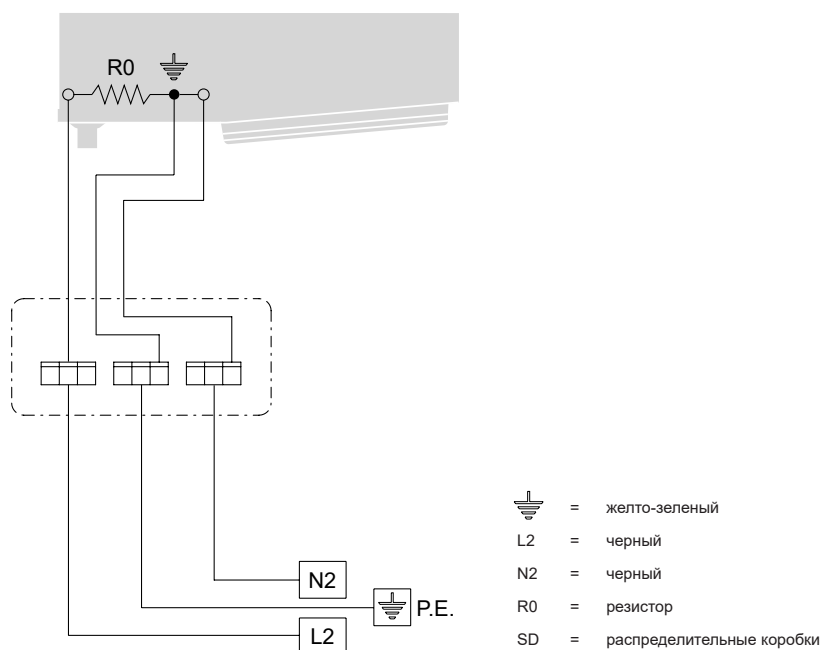 R0
N2
P.E.
L2
= желто-зеленый
L2 = черный
N2 = черный
R0 = резистор
SD = распределительные коробки